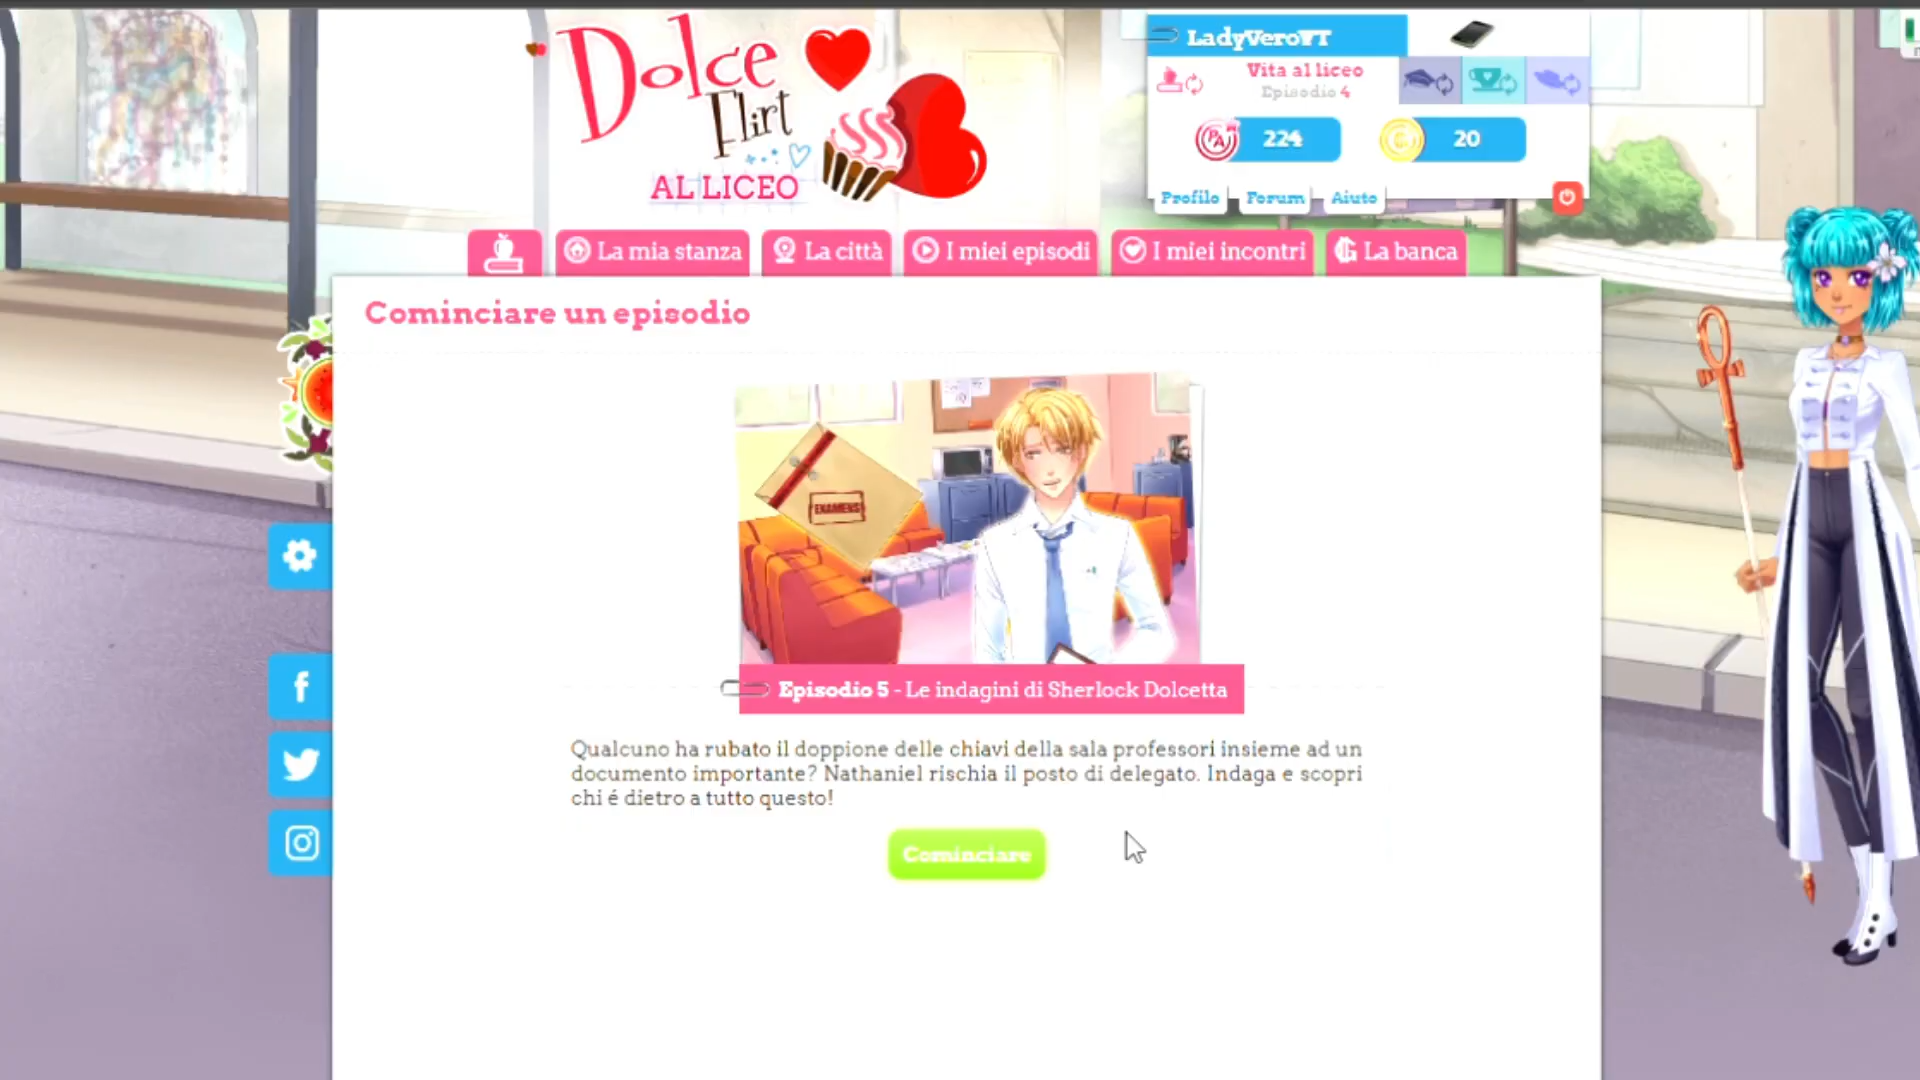 Dolce
Flirt
AL LICEO
LadyVeroYT
Vita al liceo
Episodio 4
PA
224
20
Profilo
Forum
Aiuto
La mia stanza
La città
I miei episodi
I miei incontri
La banca
Cominciare un episodio
EXAMENS
Episodio 5 - Le indagini di Sherlock Dolcetta
Qualcuno ha rubato il doppione delle chiavi della sala professori insieme ad un
documento importante? Nathaniel rischia il posto di delegato. Indaga e scopri
chi é dietro a tutto questo!
Cominciare